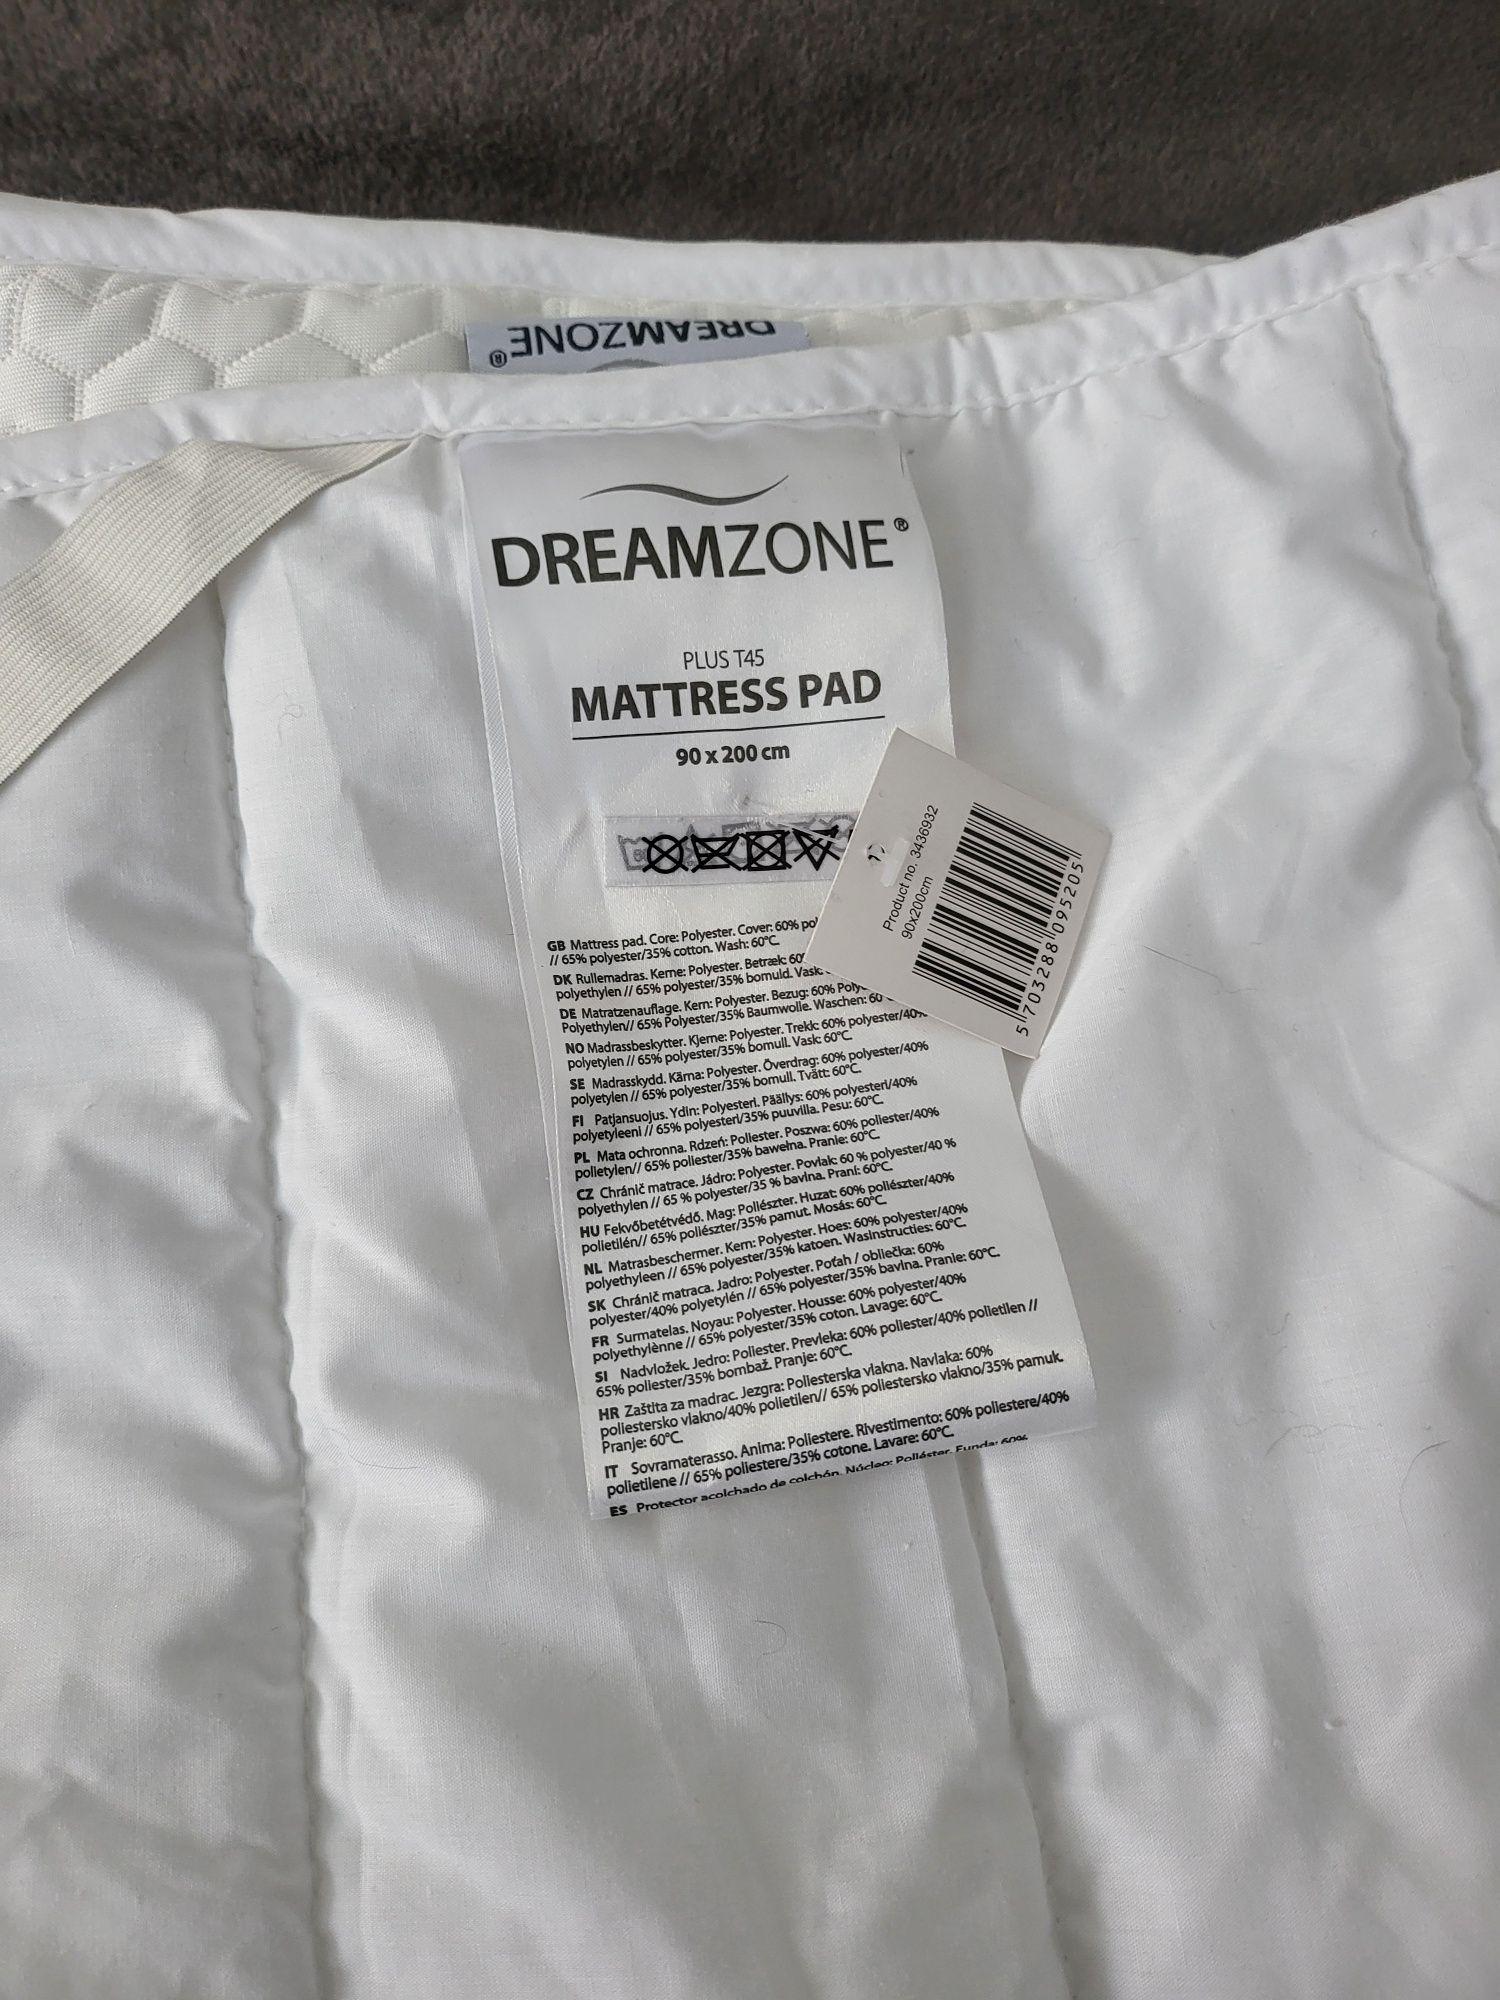 DREAMZONE®
DREAMZONE®
PLUS T45
MATTRESS PAD
90 x 200 cm
Product no. 3436932
90x200cm
5703288095205
GB Mattress pad. Core: Polyester. Cover: 60%
// 65% polyester/35% cotton. Wash: 60°C.
DK Rullemadras. Kerne: Polyester. Betræk:
polyethylen // 65% polyester/35% bomuld. Vask:
DE Matratzenauflage. Kern: Polyester. Bezug: 60%
Polyethylen// 65% Polyester/35% Baumwolle. Waschen: 60
NO Madrassbeskytter. Kjerne: Polyester. Trekk: 60% polyester/40%
polyetylen // 65% polyester/35% bomull. Vask: 60°C.
SE Madrasskydd. Kärna: Polyester. Överdrag: 60% polyester/40%
polyetylen // 65% polyester/35% bomull. Tvätt: 60°C.
FI Patjansuojus. Ydin: Polyesteri. Päällys: 60% polyesteri/40%
polyetyleeni // 65% polyesteri/35% puuvilla. Pesu: 60°C.
PL Mata ochronna. Rdzeń: Poliester. Poszwa: 60% poliester/40%
polietylen// 65% poliester/35% bawełna. Pranie: 60°C.
CZ Chránič matrace. Jádro: Polyester. Povlak: 60 % polyester/40 %
polyethylen // 65 % polyester/35 % bavlna. Praní: 60°C.
HU Fekvőbetétvédő. Mag: Poliészter. Huzat: 60% poliészter/40%
polietilén// 65% poliészter/35% pamut. Mosás: 60°C.
NL Matrasbeschermer. Kern: Polyester. Hoes: 60% polyester/40%
polyethyleen // 65% polyester/35% katoen. Wasinstructies: 60°C.
SK Chránič matraca. Jadro: Polyester. Poťah / obliečka: 60%
polyester/40% polyetylén // 65% polyester/35% bavlna. Pranie: 60°C.
FR Surmatelas. Noyau: Polyester. Housse: 60% polyester/40%
polyethylènne // 65% polyester/35% coton. Lavage: 60°C.
SI Nadvložek. Jedro: Poliester. Prevleka: 60% poliester/40% polietilen //
65% poliester/35% bombaž. Pranje: 60°C.
HR Zaštita za madrac. Jezgra: Poliesterska vlakna. Navlaka: 60%
poliestersko vlakno/40% polietilen// 65% poliestersko vlakno/35% pamuk.
Pranje: 60°C.
IT Sovramaterasso. Anima: Poliestere. Rivestimento: 60% poliestere/40%
polietilene // 65% poliestere/35% cotone. Lavare: 60°C.
ES Protector acolchado de colchón. Núcleo: Poliéster. Funda: 60%